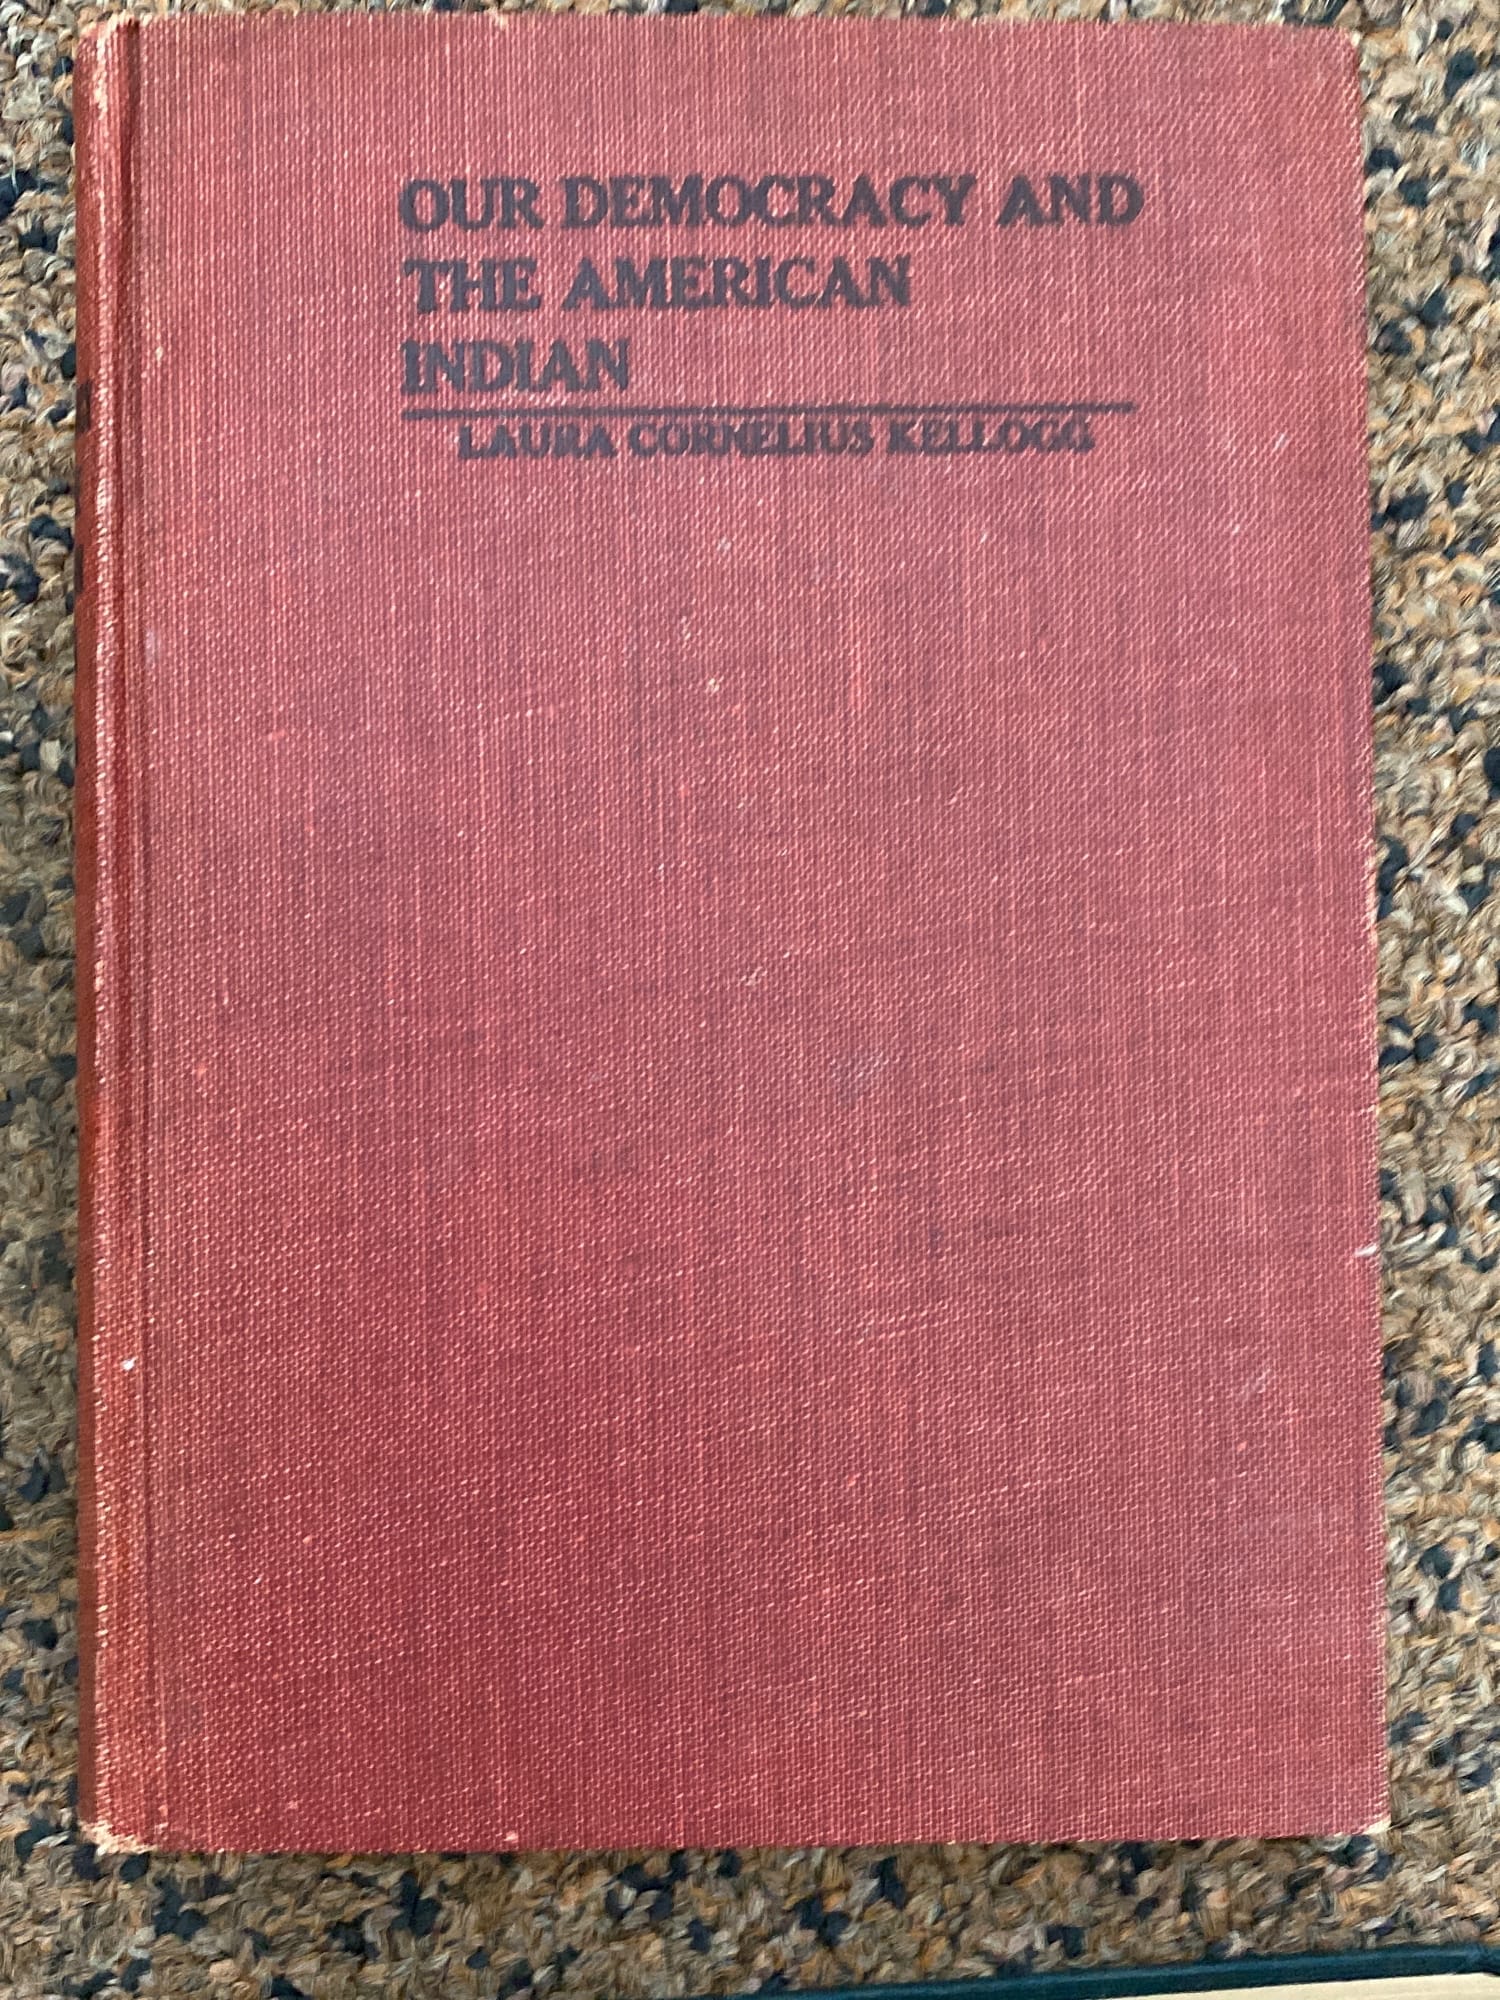 OUR DEMOCRACY AND
THE AMERICAN
INDIAN
LAURA CORNELIUS KELLOGG